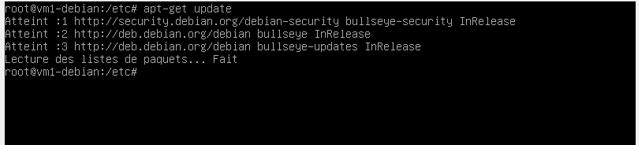 root@vm1-debian:/etc# apt-get update
Atteint :1 http://security.debian.org/debian-security bullseye-security InRelease
Atteint :2 http://deb.debian.org/debian bullseye InRelease
Atteint :3 http://deb.debian.org/debian bullseye-updates InRelease
Lecture des listes de paquets... Fait
root@vm1-debian:/etc#